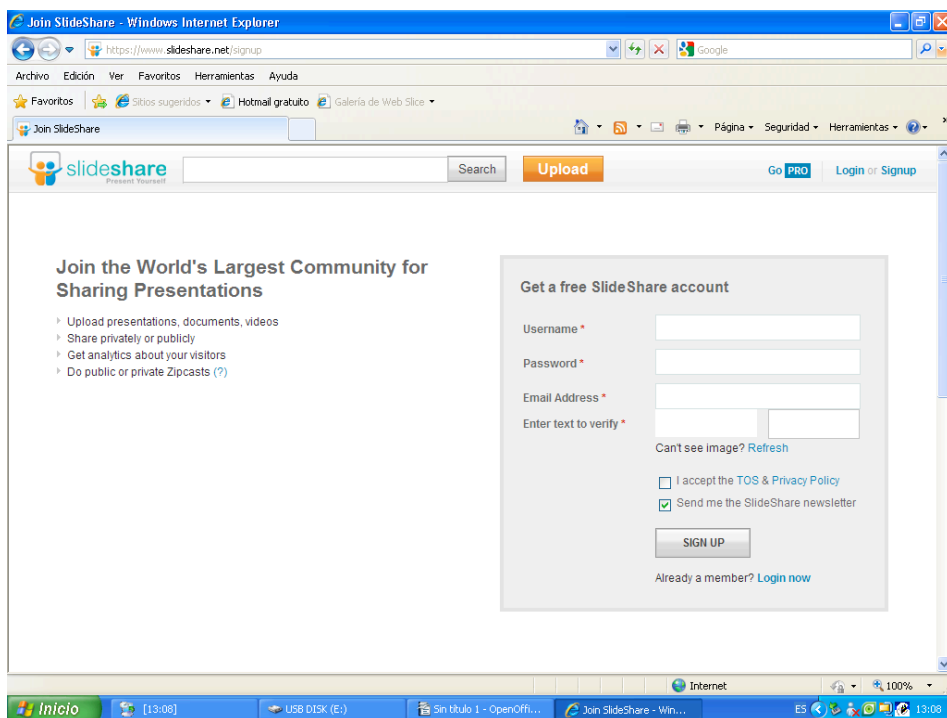 Join SlideShare - Windows Internet Explorer
https://www.slideshare.net/signup
Google
Archivo Edición Ver Favoritos Herramientas Ayuda
Favoritos Sitios sugeridos Hotmail gratuito Galería de Web Slice
Join SlideShare Página Seguridad Herramientas
slideshare Search Upload Go PRO Login or Signup
Present Yourself
Join the World's Largest Community for
Sharing Presentations
Upload presentations, documents, videos
Share privately or publicly
Get analytics about your visitors
Do public or private Zipcasts (?)
Get a free SlideShare account
Username *
Password *
Email Address *
Enter text to verify *
Can't see image? Refresh
I accept the TOS & Privacy Policy
Send me the SlideShare newsletter
SIGN UP
Already a member? Login now
Internet 100%
Inicio [13:08] USB DISK (E:) Sin título 1 - OpenOffi... Join SlideShare - Win... ES 13:08